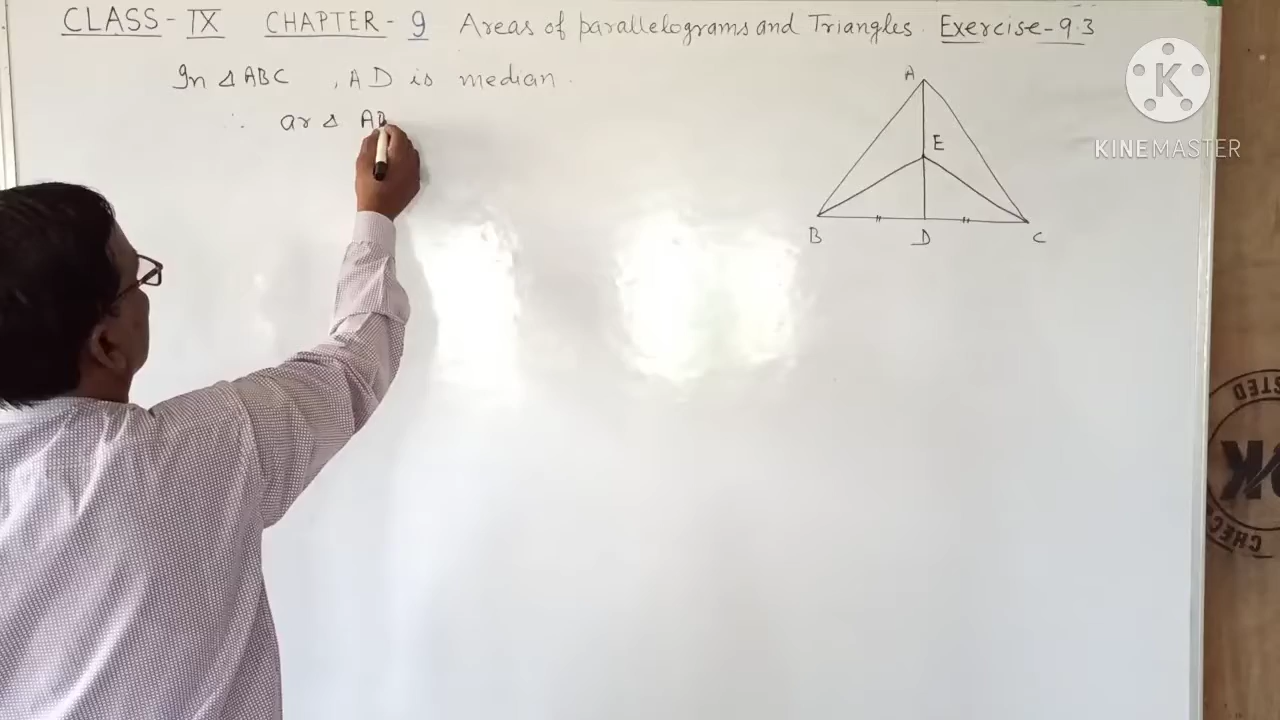 CLASS - IX CHAPTER - 9 Areas of parallelograms and Triangles. Exercise - 9.3
In △ ABC , AD is median.
∴ ar △ AB
A
E
B D C
K
KINEMASTER